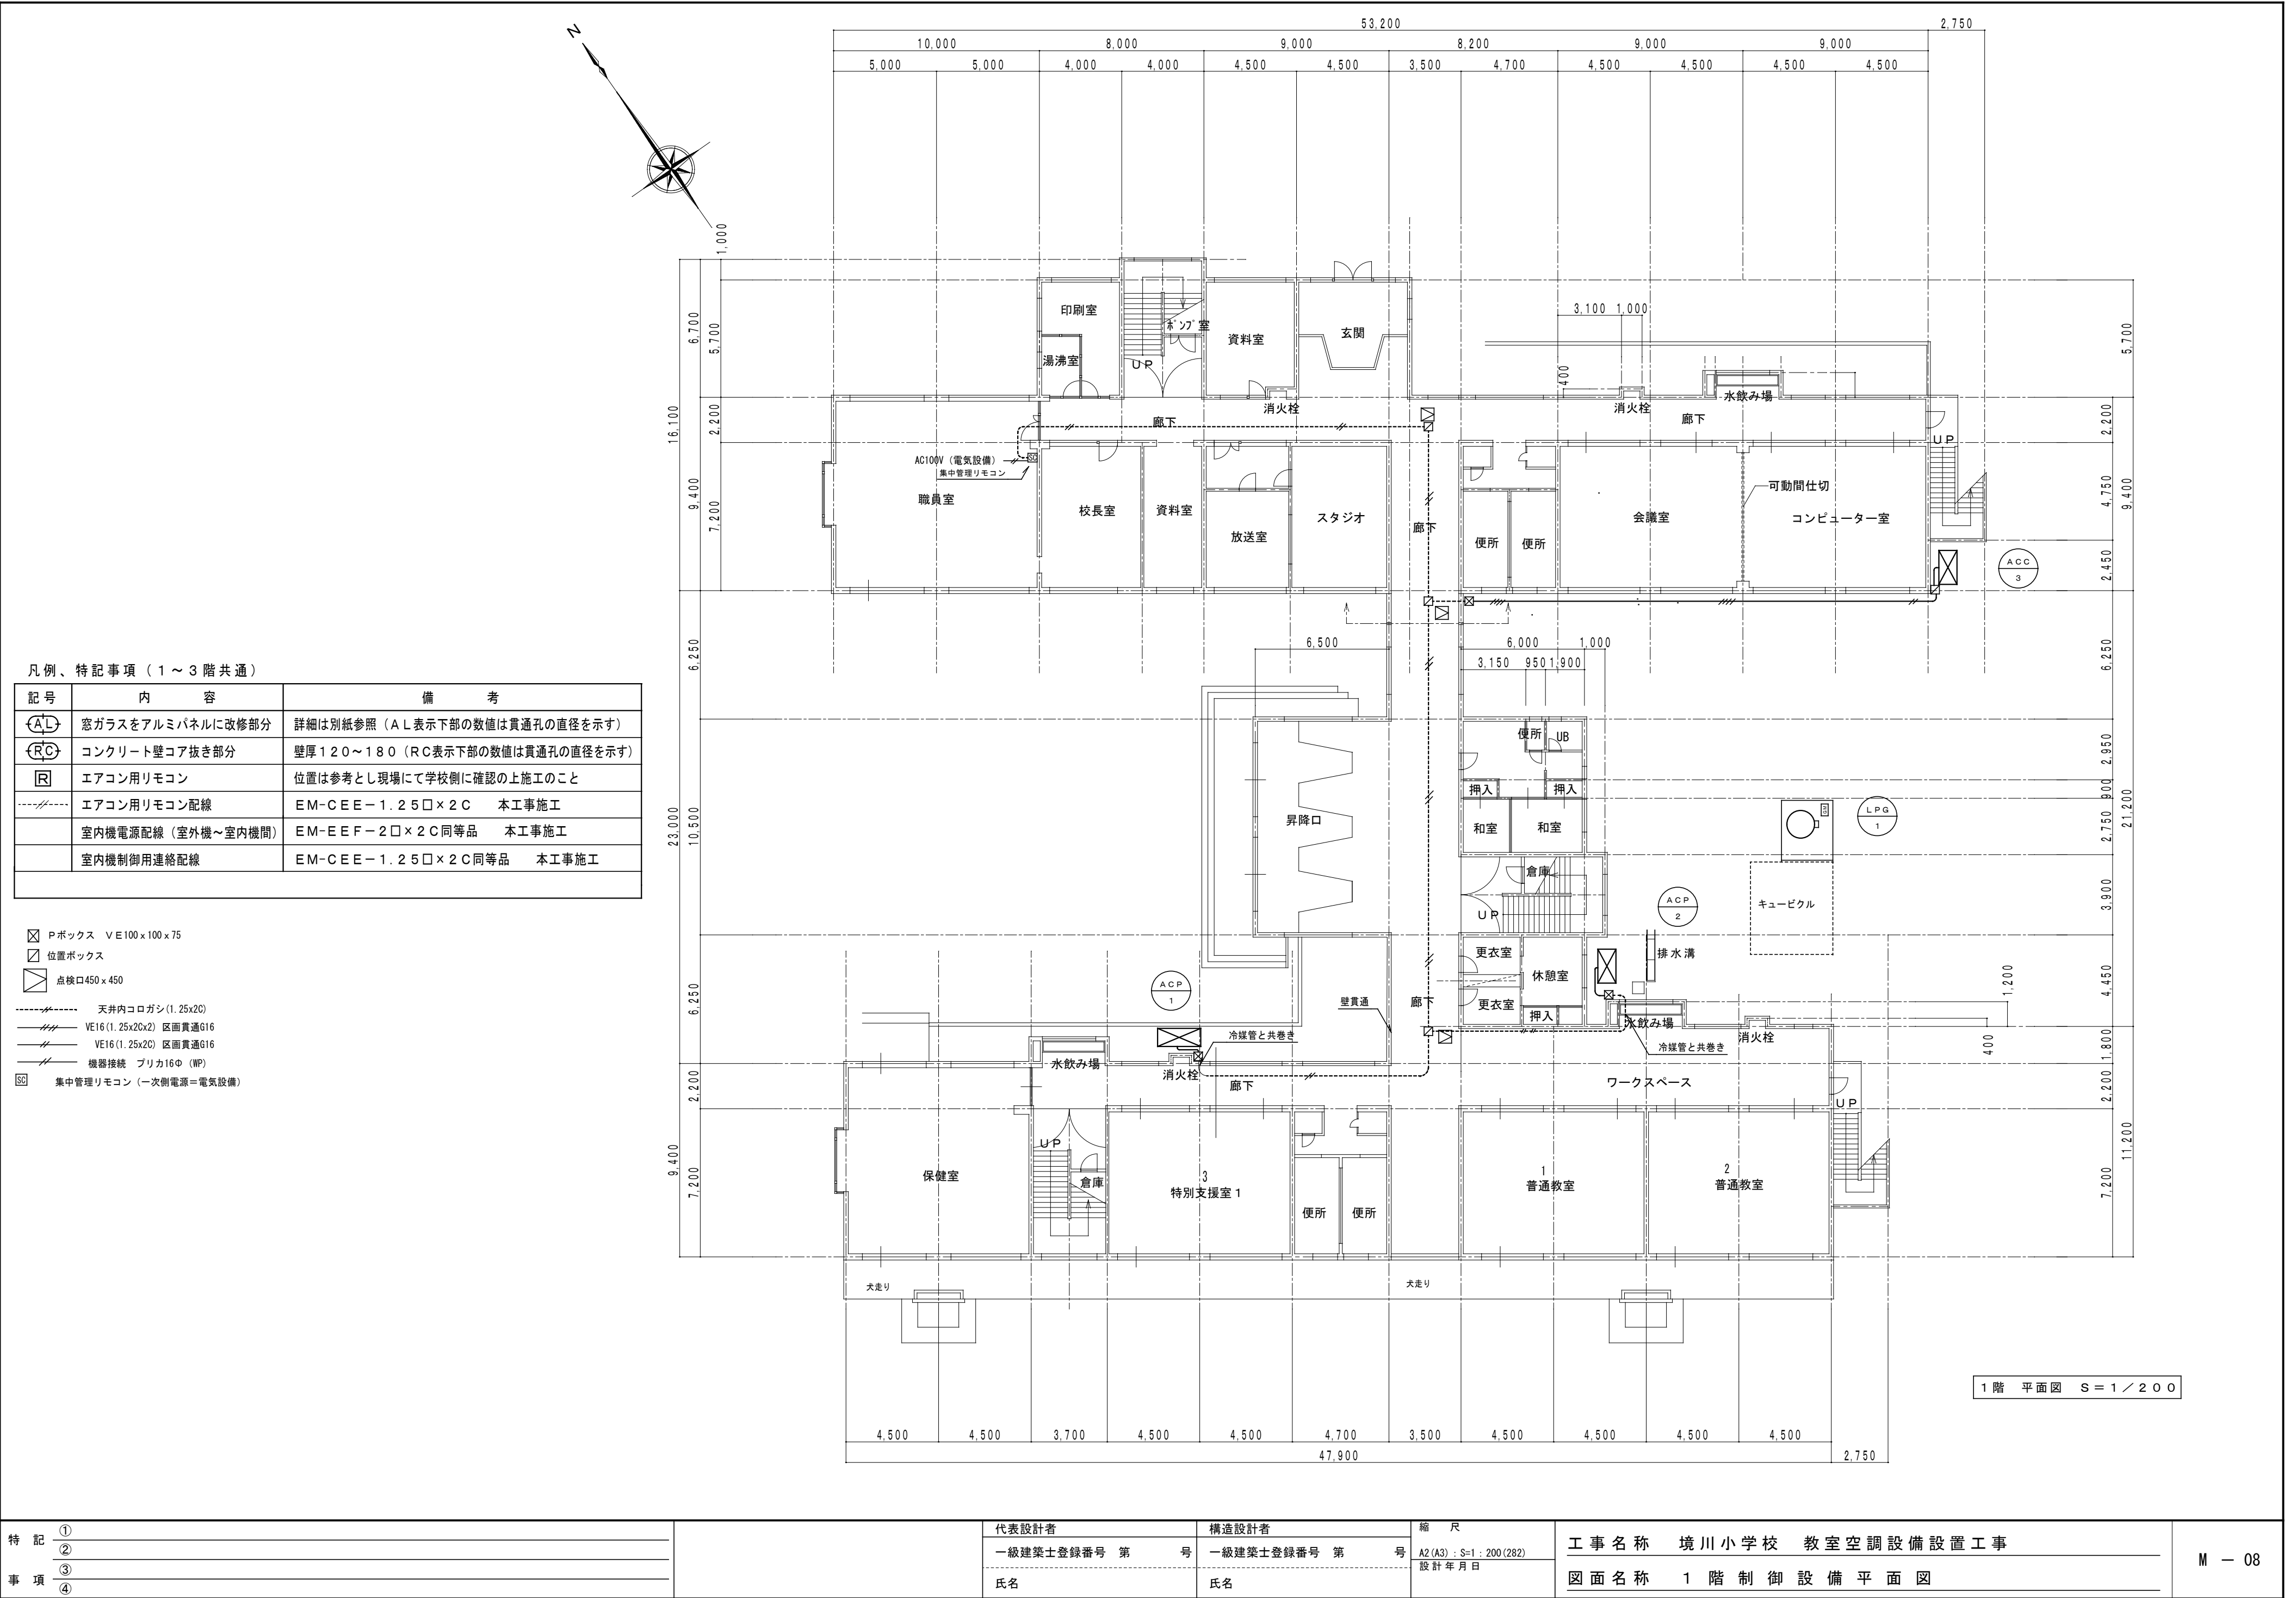 N
53,200
2,750
10,000
8,000
9,000
8,200
9,000
9,000
5,000
5,000
4,000
4,000
4,500
4,500
3,500
4,700
4,500
4,500
4,500
4,500
1,000
16,100
6,700
5,700
2,200
9,400
7,200
6,250
23,000
10,500
6,250
2,200
9,400
7,200
印刷室
湯沸室
ポンプ室
UP
資料室
玄関
消火栓
廊下
3,100
1,000
400
消火栓
水飲み場
廊下
UP
5,700
2,200
4,750
9,400
2,450
6,250
AC100V（電気設備）
SC
集中管理リモコン
職員室
校長室
資料室
放送室
スタジオ
廊下
便所
便所
会議室
可動間仕切
コンピューター室
ACC
3
6,500
6,000
1,000
3,150
950
1,900
便所
UB
押入
押入
和室
和室
昇降口
倉庫
UP
更衣室
更衣室
休憩室
押入
廊下
壁貫通
ACP
1
ACP
2
LPG
1
キュービクル
排水溝
水飲み場
冷媒管と共巻き
消火栓
冷媒管と共巻き
水飲み場
消火栓
廊下
ワークスペース
UP
2,950
900
2,750
21,200
3,900
4,450
1,200
400
1,800
2,200
11,200
7,200
UP
倉庫
保健室
3
特別支援室1
便所
便所
1
普通教室
2
普通教室
犬走り
犬走り
4,500
4,500
3,700
4,500
4,500
4,700
3,500
4,500
4,500
4,500
4,500
47,900
2,750
凡例、特記事項（1～3階共通）
記号 内 容 備 考
AL 窓ガラスをアルミパネルに改修部分 詳細は別紙参照（AL表示下部の数値は貫通孔の直径を示す）
RC コンクリート壁コア抜き部分 壁厚120～180（RC表示下部の数値は貫通孔の直径を示す）
R エアコン用リモコン 位置は参考とし現場にて学校側に確認の上施工のこと
エアコン用リモコン配線 EM-CEE-1.25□×2C 本工事施工
室内機電源配線（室外機～室内機間） EM-EEF-2□×2C同等品 本工事施工
室内機制御用連絡配線 EM-CEE-1.25□×2C同等品 本工事施工
Pボックス VE100x100x75
位置ボックス
点検口450x450
天井内コロガシ(1.25x2C)
VE16(1.25x2Cx2) 区画貫通G16
VE16(1.25x2C) 区画貫通G16
機器接続 プリカ16Φ (WP)
SC 集中管理リモコン（一次側電源=電気設備）
1階 平面図 S=1/200
特記事項
①
②
③
④
代表設計者
一級建築士登録番号 第 号
氏名
構造設計者
一級建築士登録番号 第 号
氏名
縮 尺
A2(A3) : S=1 : 200(282)
設計年月日
工事名称 境川小学校 教室空調設備設置工事
図面名称 1階制御設備平面図
M － 08